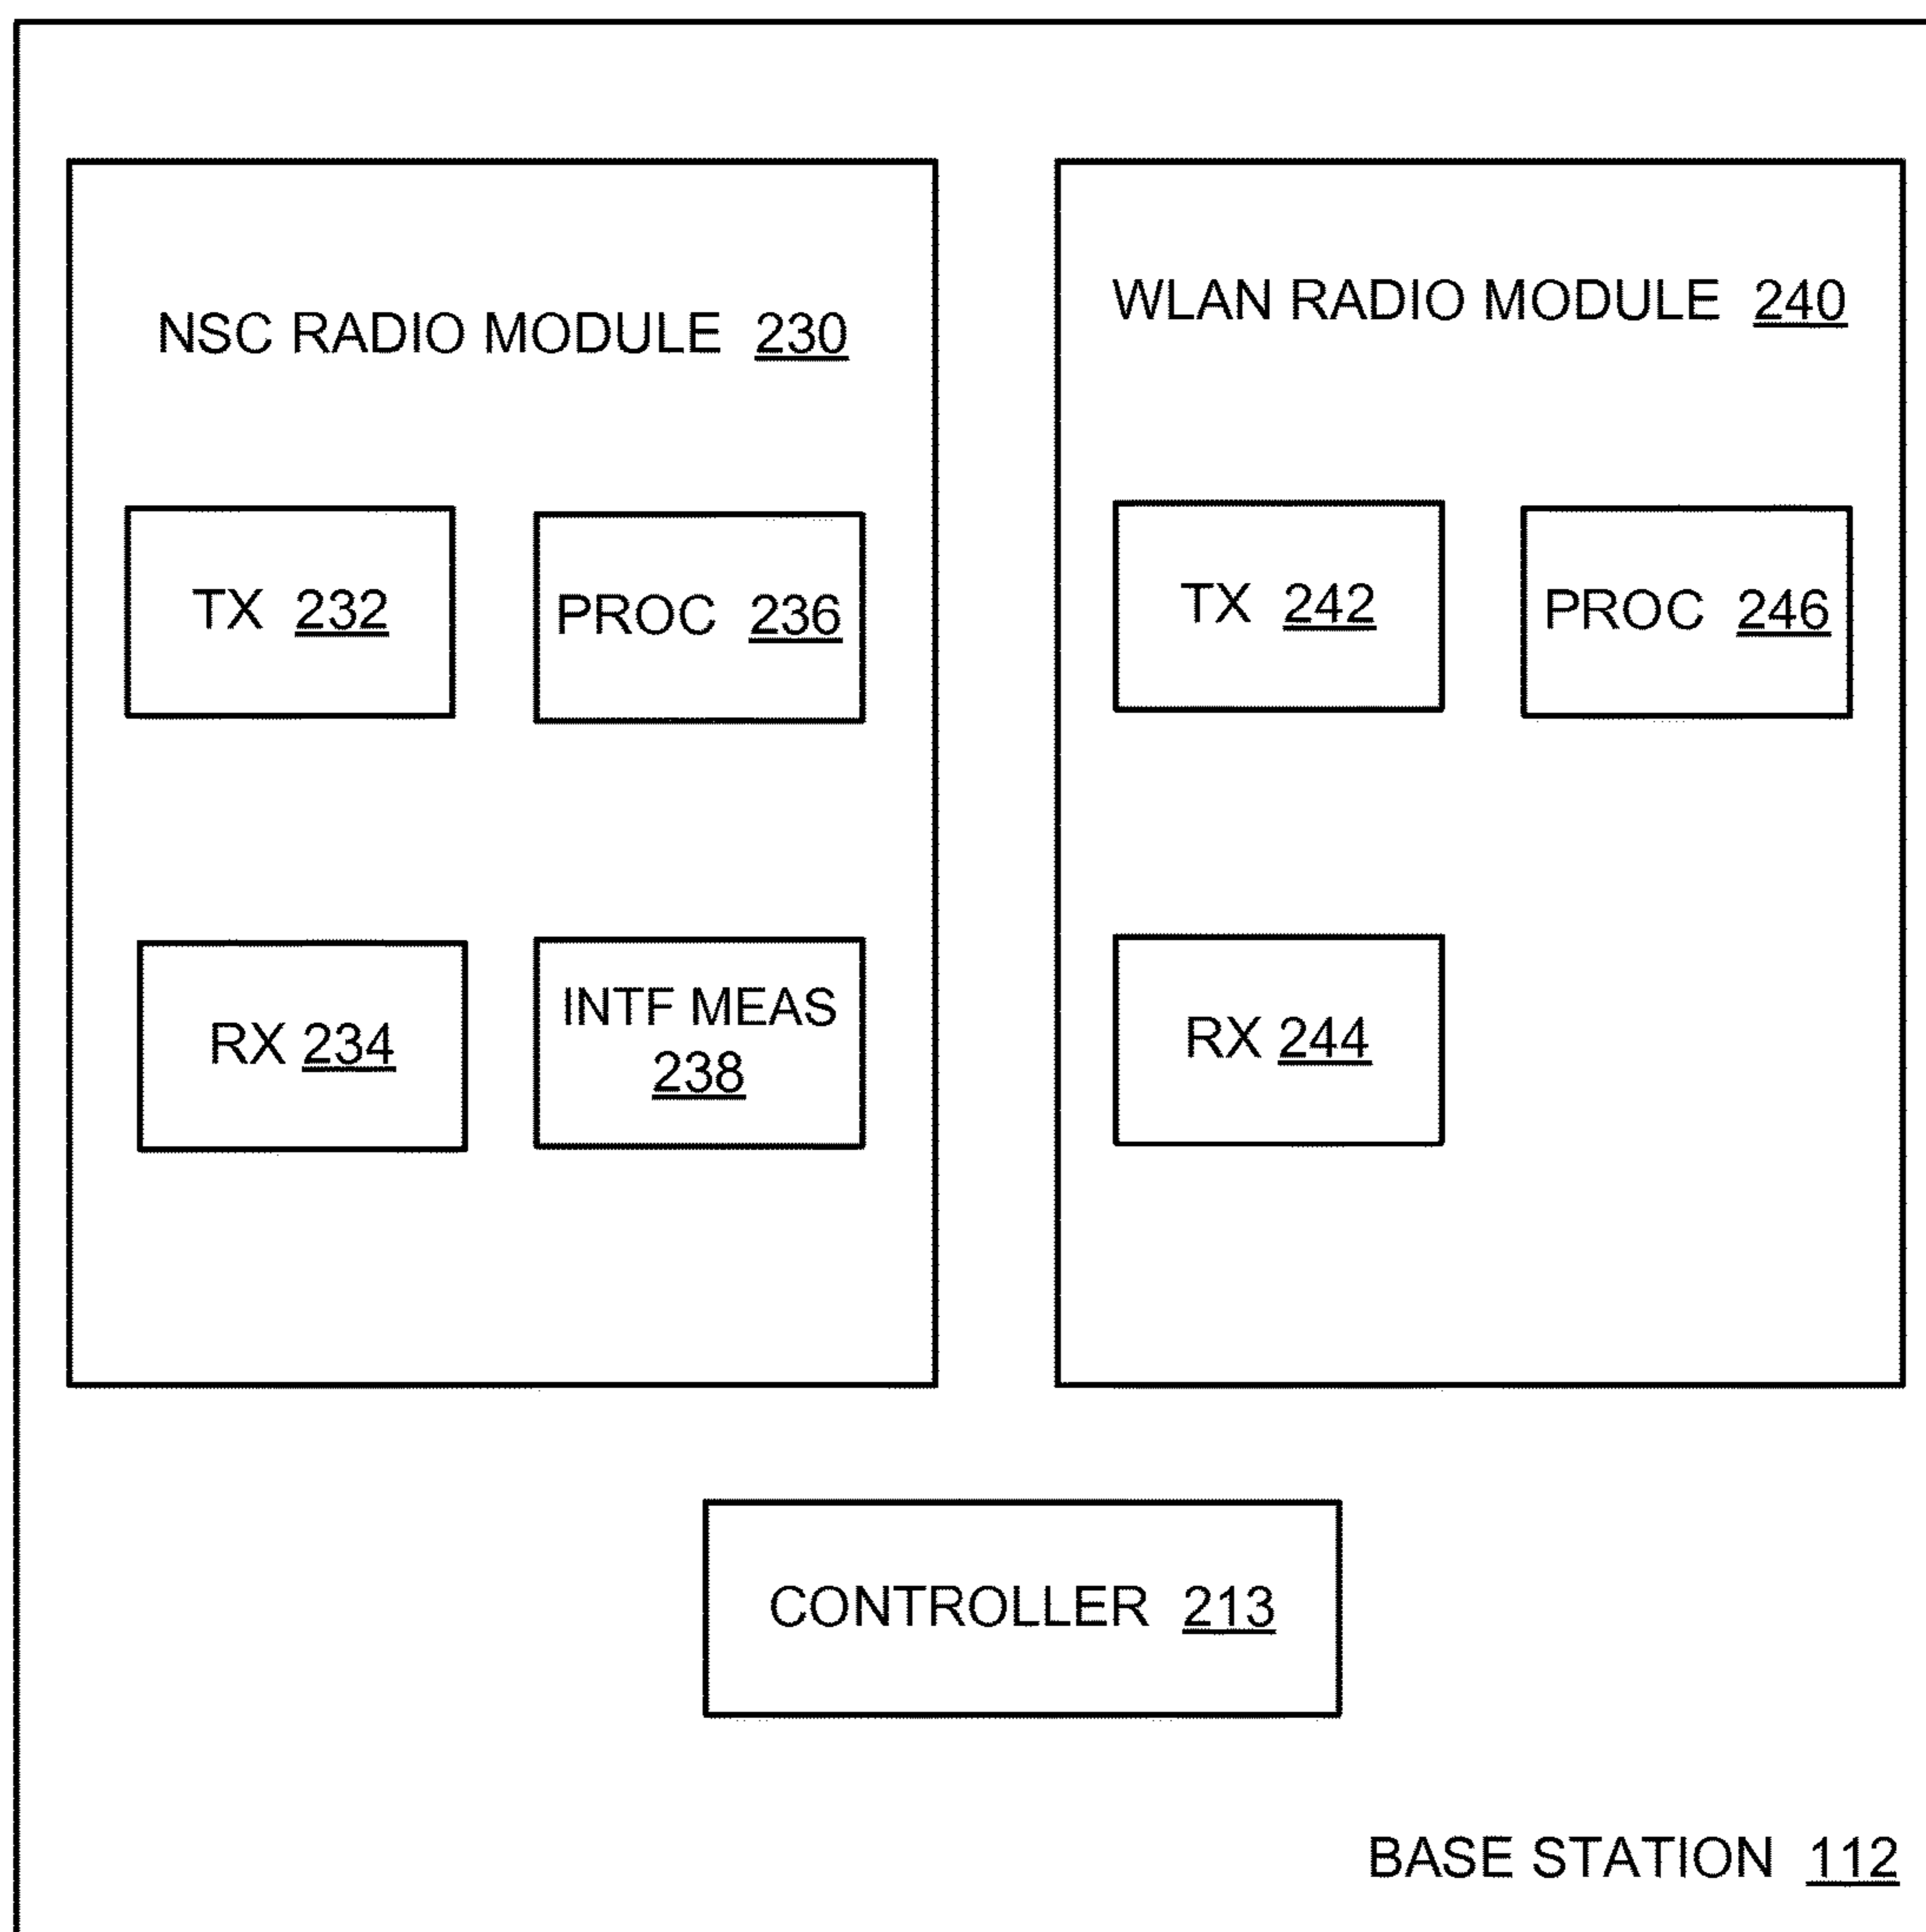 NSC RADIO MODULE 230
TX 232
PROC 236
RX 234
INTF MEAS
238
WLAN RADIO MODULE 240
TX 242
PROC 246
RX 244
CONTROLLER 213
BASE STATION 112